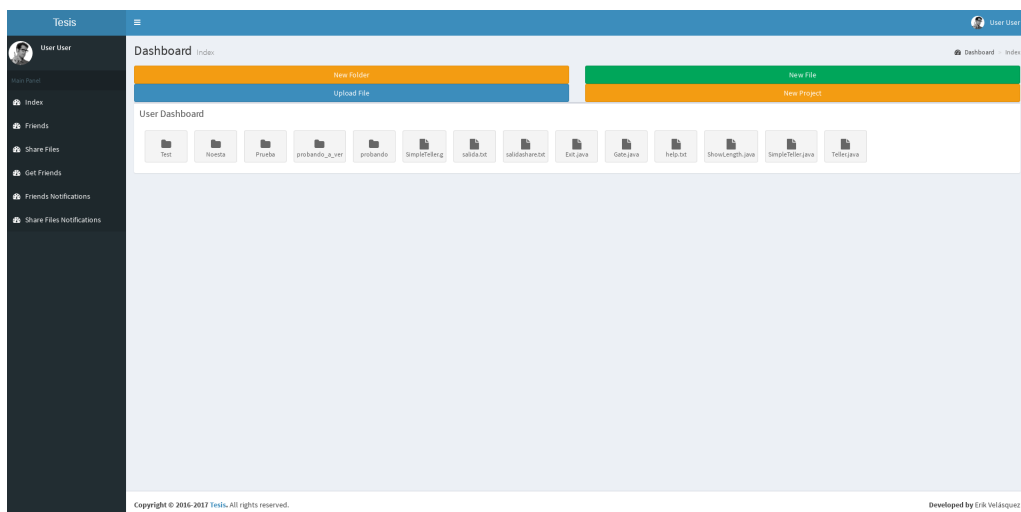 Tesis
User User
User User
Main Panel
Index
Friends
Share Files
Get Friends
Friends Notifications
Share Files Notifications
Dashboard Index
Dashboard > Index
New Folder
New File
Upload File
New Project
User Dashboard
Test
Noesta
Prueba
probando_a_ver
probando
SimpleTeller.g
salida.txt
salidashare.txt
Exit.java
Gate.java
help.txt
ShowLength.java
SimpleTeller.java
Teller.java
Copyright © 2016-2017 Tesis. All rights reserved.
Developed by Erik Velásquez